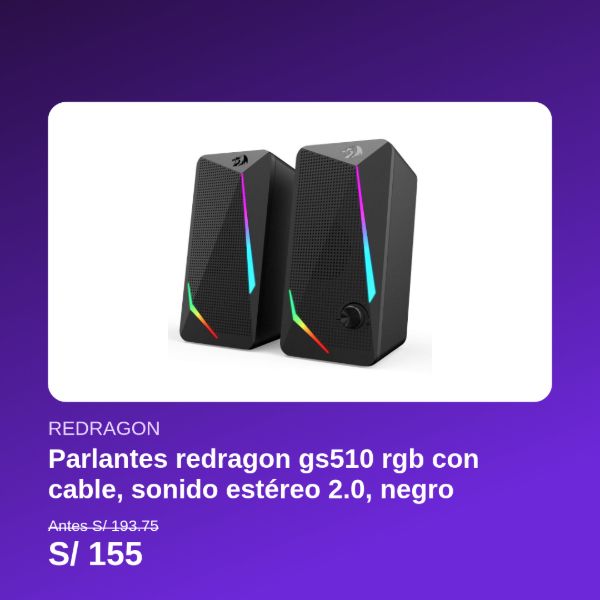 REDRAGON
Parlantes redragon gs510 rgb con
cable, sonido estéreo 2.0, negro
Antes S/ 193.75
S/ 155